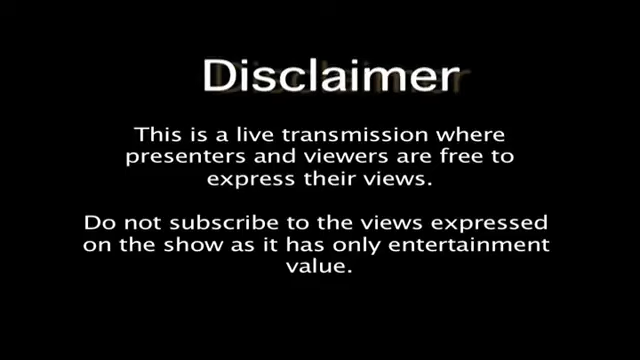 Disclaimer
This is a live transmission where
presenters and viewers are free to
express their views.
Do not subscribe to the views expressed
on the show as it has only entertainment
value.